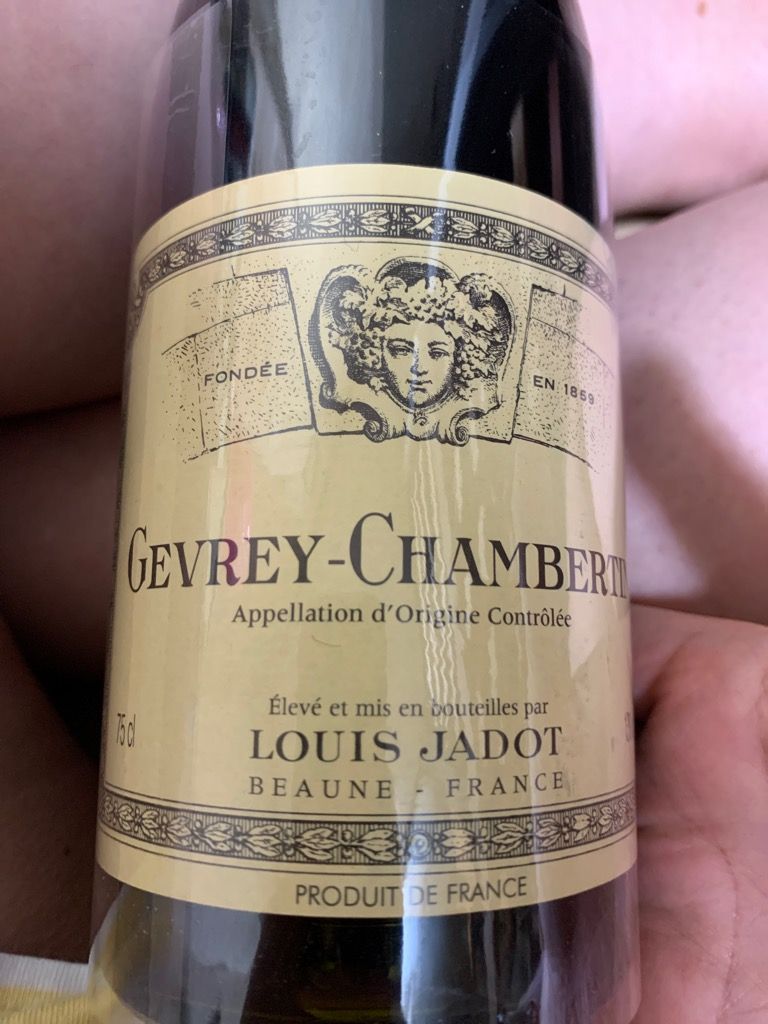 FONDÉE EN 1859
GEVREY-CHAMBERTIN
Appellation d'Origine Contrôlée
75 cl
Élevé et mis en bouteilles par
LOUIS JADOT
BEAUNE - FRANCE
PRODUIT DE FRANCE